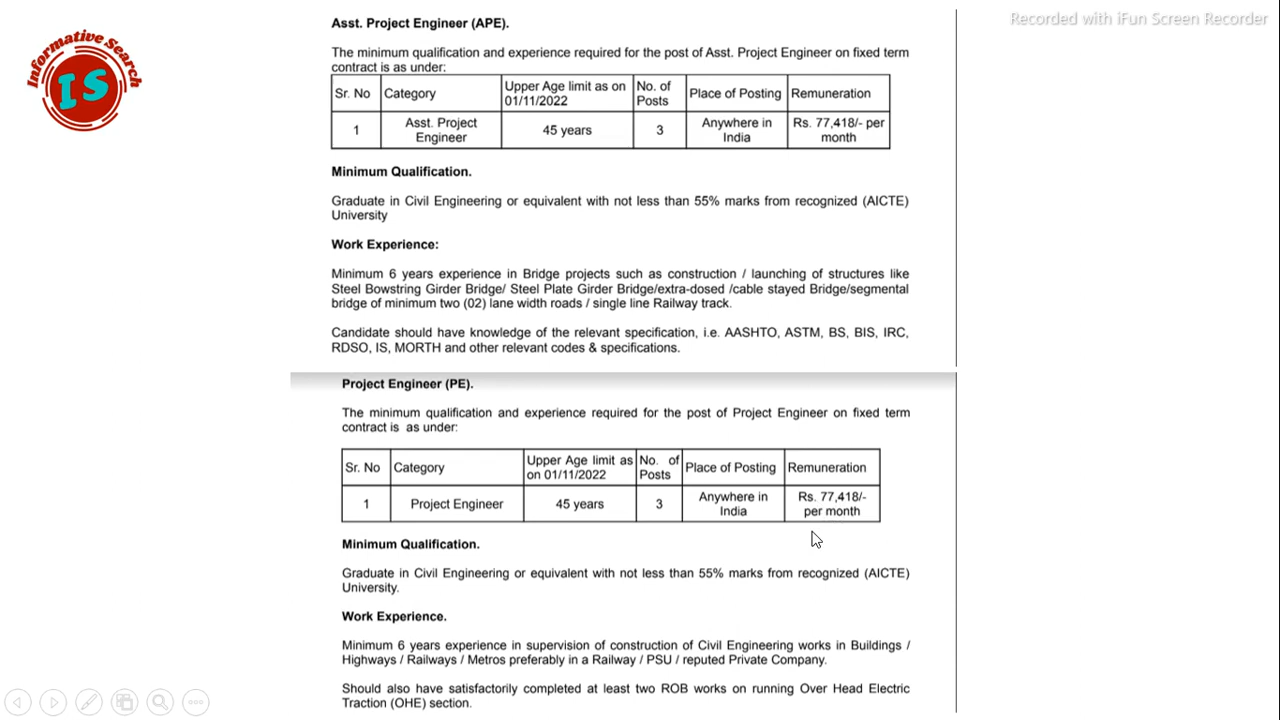 Recorded with iFun Screen Recorder
Informative Search
IS
Asst. Project Engineer (APE).
The minimum qualification and experience required for the post of Asst. Project Engineer on fixed term
contract is as under:
Sr. No Category Upper Age limit as on 01/11/2022 No. of Posts Place of Posting Remuneration
1 Asst. Project Engineer 45 years 3 Anywhere in India Rs. 77,418/- per month
Minimum Qualification.
Graduate in Civil Engineering or equivalent with not less than 55% marks from recognized (AICTE)
University
Work Experience:
Minimum 6 years experience in Bridge projects such as construction / launching of structures like
Steel Bowstring Girder Bridge/ Steel Plate Girder Bridge/extra-dosed /cable stayed Bridge/segmental
bridge of minimum two (02) lane width roads / single line Railway track.
Candidate should have knowledge of the relevant specification, i.e. AASHTO, ASTM, BS, BIS, IRC,
RDSO, IS, MORTH and other relevant codes & specifications.
Project Engineer (PE).
The minimum qualification and experience required for the post of Project Engineer on fixed term
contract is as under:
Sr. No Category Upper Age limit as on 01/11/2022 No. of Posts Place of Posting Remuneration
1 Project Engineer 45 years 3 Anywhere in India Rs. 77,418/- per month
Minimum Qualification.
Graduate in Civil Engineering or equivalent with not less than 55% marks from recognized (AICTE)
University.
Work Experience.
Minimum 6 years experience in supervision of construction of Civil Engineering works in Buildings /
Highways / Railways / Metros preferably in a Railway / PSU / reputed Private Company.
Should also have satisfactorily completed at least two ROB works on running Over Head Electric
Traction (OHE) section.